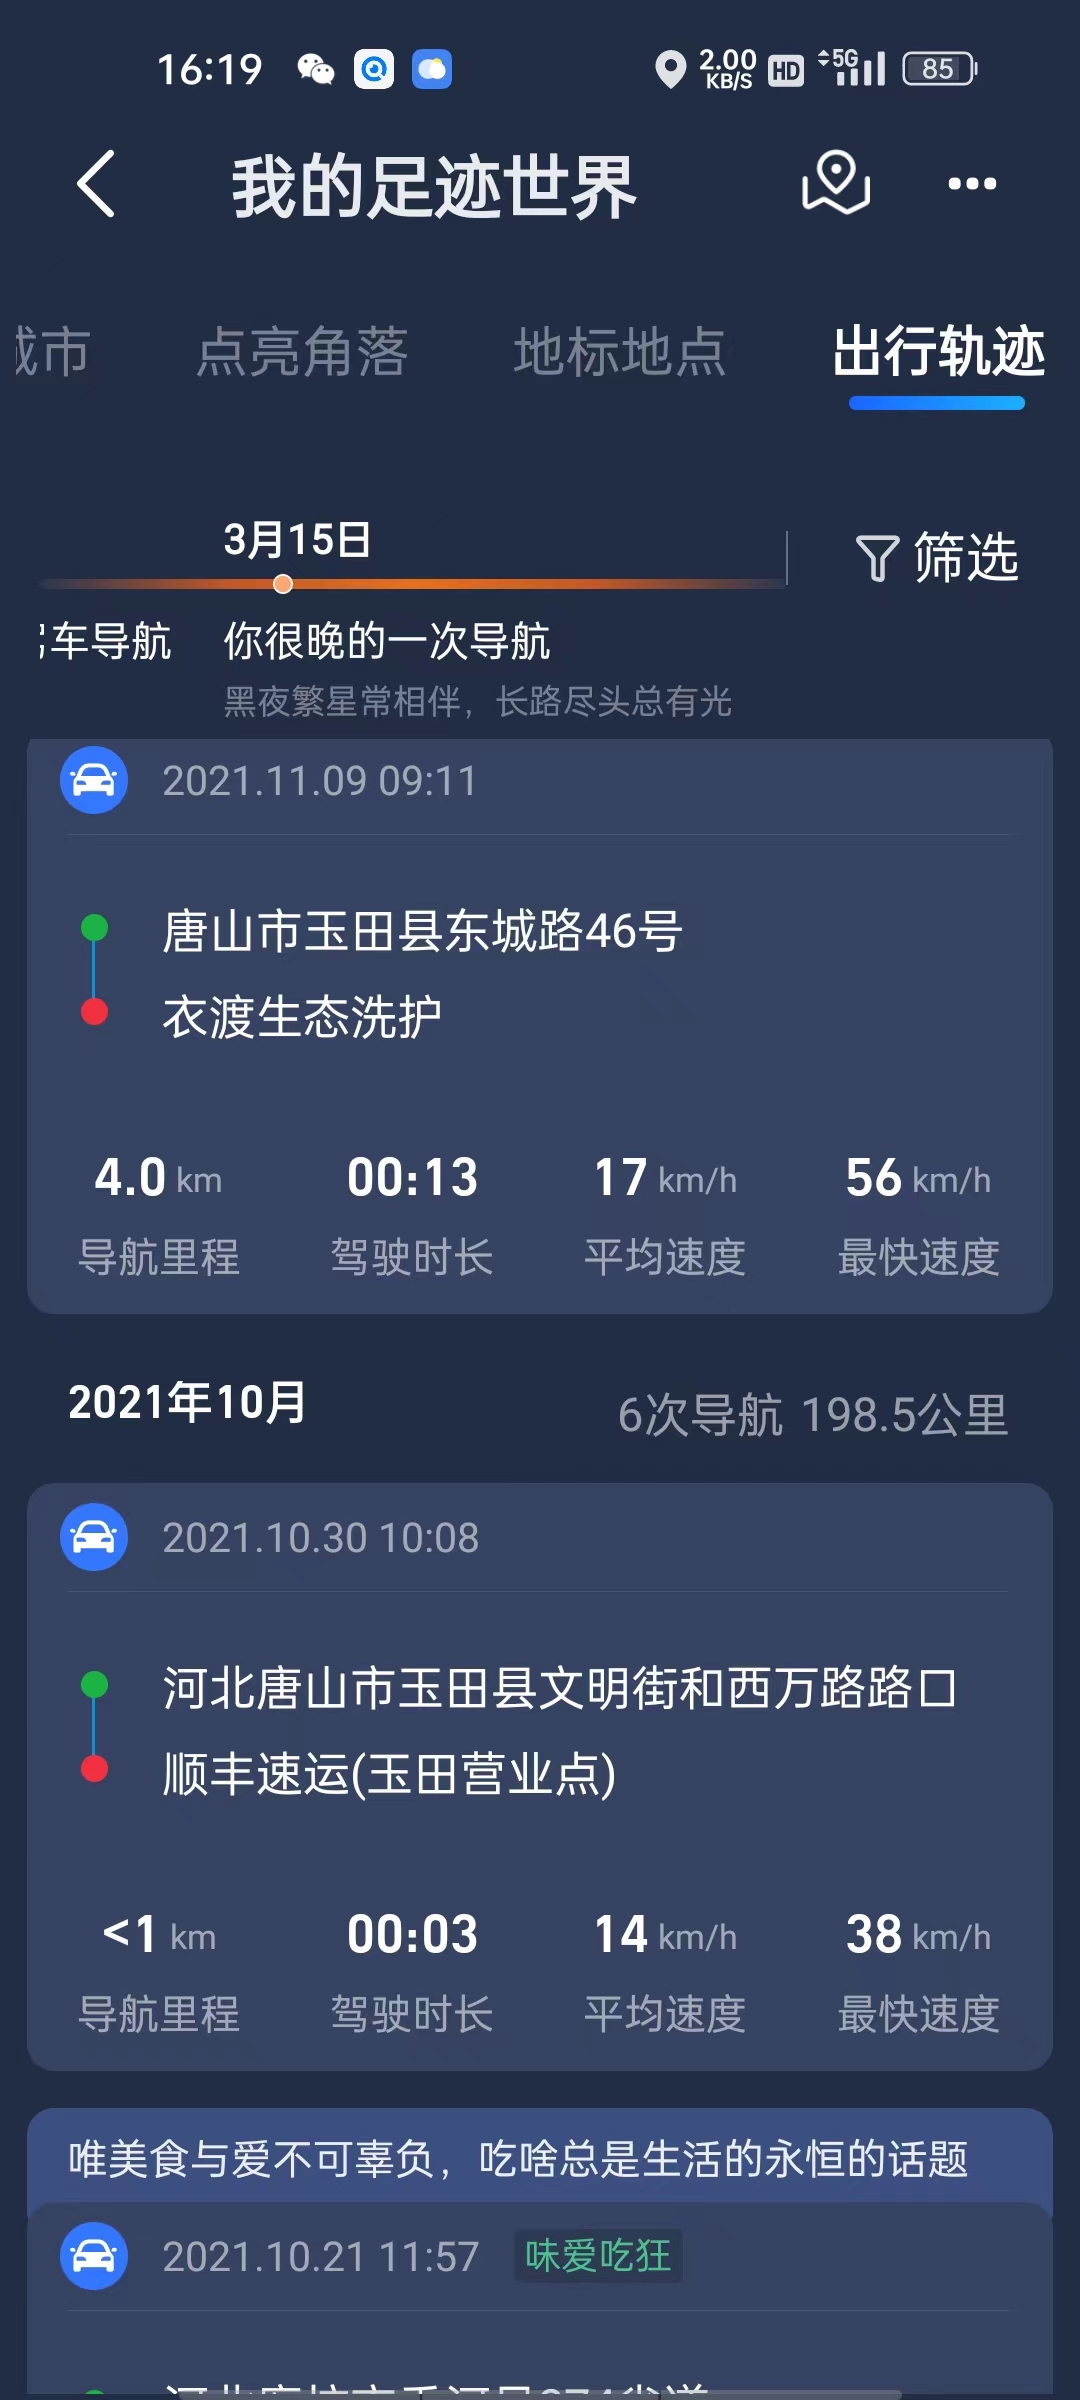 16:19 2.00 KB/S HD 5G 85
我的足迹世界
城市 点亮角落 地标地点 出行轨迹
3月15日
筛选
车导航 你很晚的一次导航
黑夜繁星常相伴，长路尽头总有光
2021.11.09 09:11
唐山市玉田县东城路46号
衣渡生态洗护
4.0 km 00:13 17 km/h 56 km/h
导航里程 驾驶时长 平均速度 最快速度
2021年10月 6次导航 198.5公里
2021.10.30 10:08
河北唐山市玉田县文明街和西万路路口
顺丰速运(玉田营业点)
<1 km 00:03 14 km/h 38 km/h
导航里程 驾驶时长 平均速度 最快速度
唯美食与爱不可辜负，吃啥总是生活的永恒的话题
2021.10.21 11:57 味爱吃狂